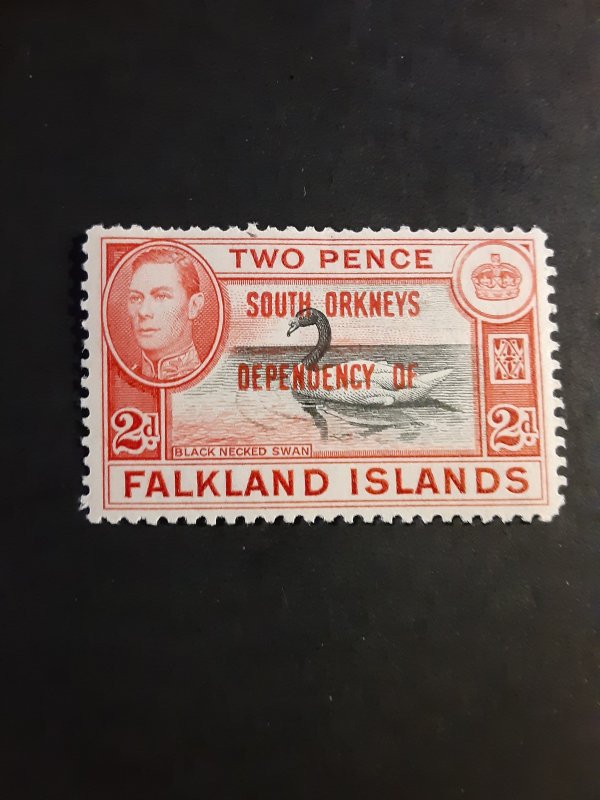 TWO PENCE
SOUTH ORKNEYS
DEPENDENCY OF
2d 2d
BLACK NECKED SWAN
FALKLAND ISLANDS